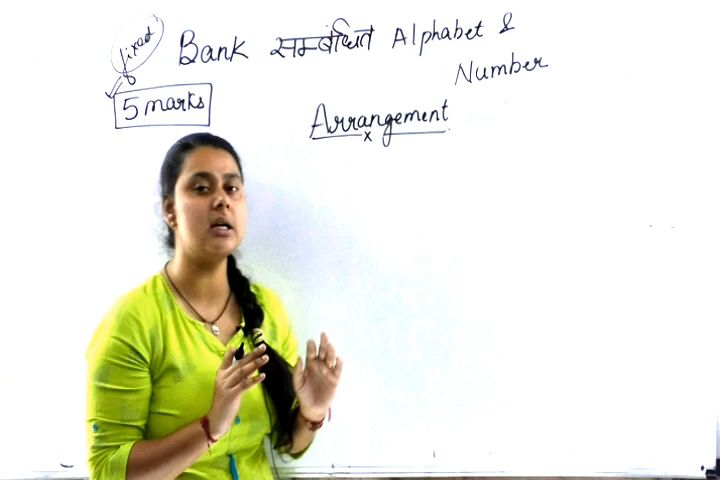 fixed
5 marks
Bank सम्बंधित Alphabet &
Number
Arrangement
x